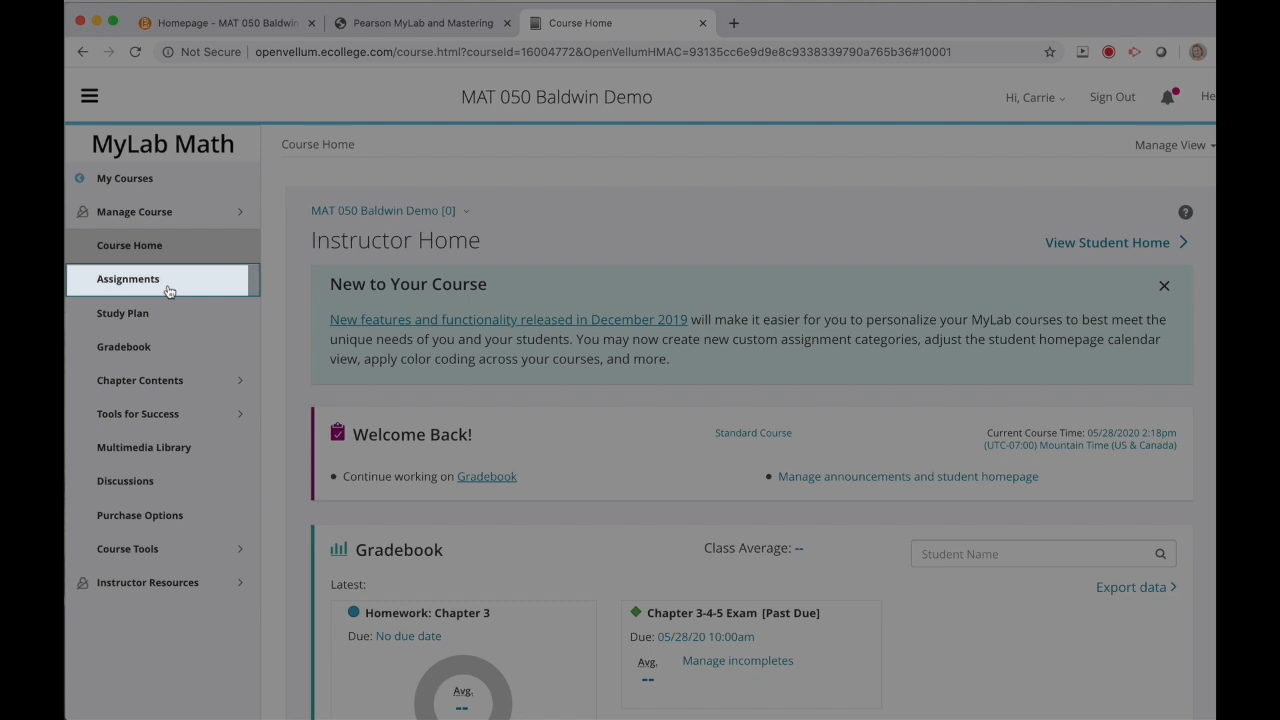 Homepage - MAT 050 Baldwin
Pearson MyLab and Mastering
Course Home
Not Secure
openvellum.ecollege.com/course.html?courseId=16004772&OpenVellumHMAC=93135cc6e9d9e8c9338339790a765b36#10001
MAT 050 Baldwin Demo
Hi, Carrie
Sign Out
He
MyLab Math
My Courses
Manage Course
Course Home
Assignments
Study Plan
Gradebook
Chapter Contents
Tools for Success
Multimedia Library
Discussions
Purchase Options
Course Tools
Instructor Resources
Course Home
Manage View
MAT 050 Baldwin Demo [0]
Instructor Home
View Student Home
New to Your Course
New features and functionality released in December 2019 will make it easier for you to personalize your MyLab courses to best meet the
unique needs of you and your students. You may now create new custom assignment categories, adjust the student homepage calendar
view, apply color coding across your courses, and more.
Welcome Back!
Standard Course
Current Course Time: 05/28/2020 2:18pm
(UTC-07:00) Mountain Time (US & Canada)
• Continue working on Gradebook
• Manage announcements and student homepage
Gradebook
Class Average: --
Student Name
Export data
Latest:
Homework: Chapter 3
Due: No due date
Avg.
--
Chapter 3-4-5 Exam [Past Due]
Due: 05/28/20 10:00am
Avg.
Manage incompletes
--